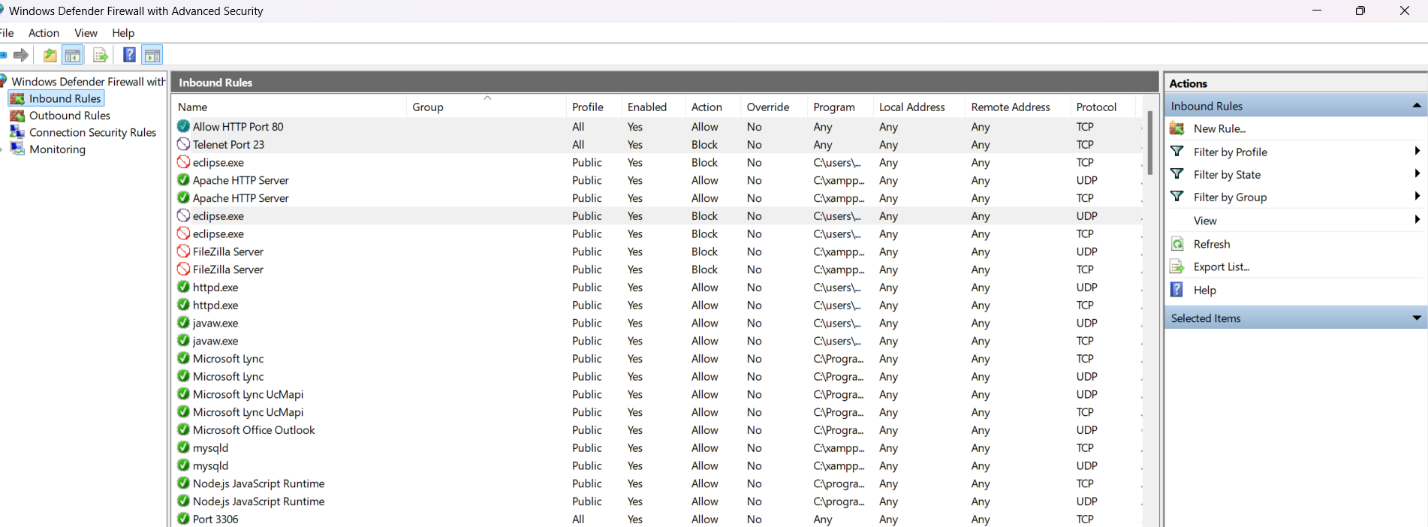 Windows Defender Firewall with Advanced Security
File Action View Help
Windows Defender Firewall with
Inbound Rules
Outbound Rules
Connection Security Rules
Monitoring
Inbound Rules
Name Group Profile Enabled Action Override Program Local Address Remote Address Protocol
Allow HTTP Port 80 All Yes Allow No Any Any Any TCP
Telenet Port 23 All Yes Block No Any Any Any TCP
eclipse.exe Public Yes Block No C:\users\... Any Any TCP
Apache HTTP Server Public Yes Allow No C:\xampp... Any Any UDP
Apache HTTP Server Public Yes Allow No C:\xampp... Any Any TCP
eclipse.exe Public Yes Block No C:\users\... Any Any UDP
eclipse.exe Public Yes Block No C:\users\... Any Any TCP
FileZilla Server Public Yes Block No C:\xampp... Any Any UDP
FileZilla Server Public Yes Block No C:\xampp... Any Any TCP
httpd.exe Public Yes Allow No C:\users\... Any Any UDP
httpd.exe Public Yes Allow No C:\users\... Any Any TCP
javaw.exe Public Yes Allow No C:\users\... Any Any UDP
javaw.exe Public Yes Allow No C:\users\... Any Any TCP
Microsoft Lync Public Yes Allow No C:\Progra... Any Any TCP
Microsoft Lync Public Yes Allow No C:\Progra... Any Any UDP
Microsoft Lync UcMapi Public Yes Allow No C:\Progra... Any Any UDP
Microsoft Lync UcMapi Public Yes Allow No C:\Progra... Any Any TCP
Microsoft Office Outlook Public Yes Allow No C:\Progra... Any Any UDP
mysqld Public Yes Allow No C:\xampp... Any Any TCP
mysqld Public Yes Allow No C:\xampp... Any Any UDP
Node.js JavaScript Runtime Public Yes Allow No C:\progra... Any Any TCP
Node.js JavaScript Runtime Public Yes Allow No C:\progra... Any Any UDP
Port 3306 All Yes Allow No Any Any Any TCP
Actions
Inbound Rules
New Rule...
Filter by Profile
Filter by State
Filter by Group
View
Refresh
Export List...
Help
Selected Items